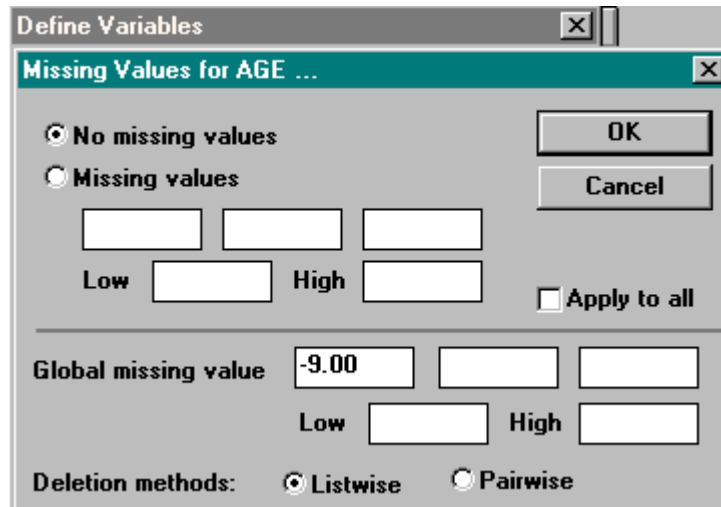 Define Variables
Missing Values for AGE ...
No missing values
OK
Missing values
Cancel
Low High
Apply to all
Global missing value -9.00
Low High
Deletion methods: Listwise Pairwise